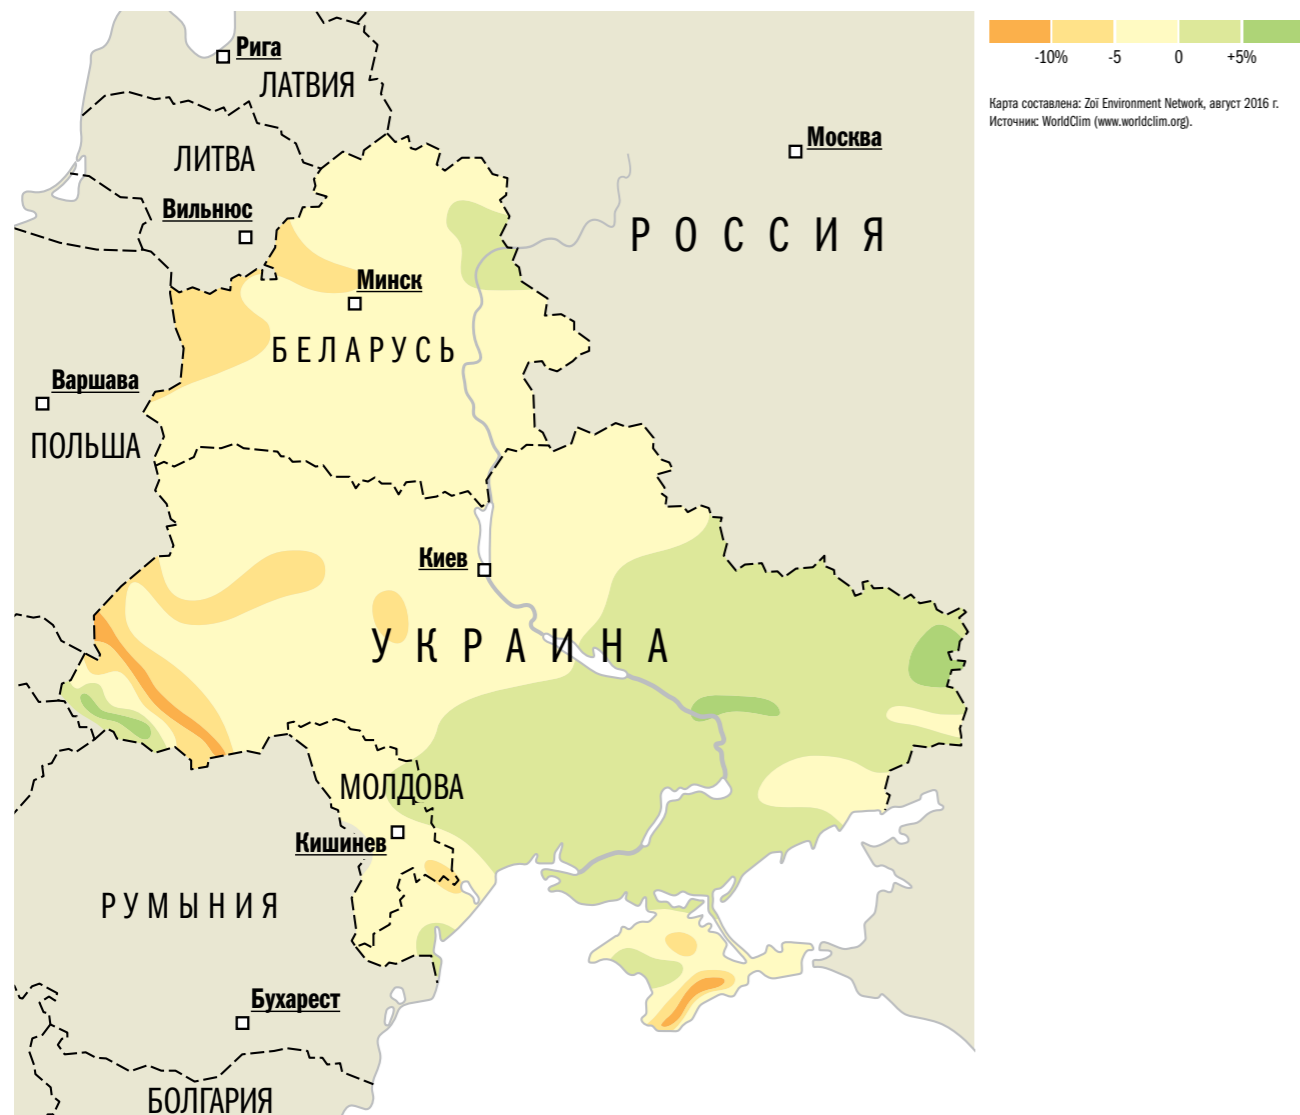 Рига
ЛАТВИЯ
-10%
-5
0
+5%
Карта составлена: Zoï Environment Network, август 2016 г.
Источник: WorldClim (www.worldclim.org).
Москва
ЛИТВА
Вильнюс
РОССИЯ
Минск
БЕЛАРУСЬ
Варшава
ПОЛЬША
Киев
УКРАИНА
МОЛДОВА
Кишинев
РУМЫНИЯ
Бухарест
БОЛГАРИЯ